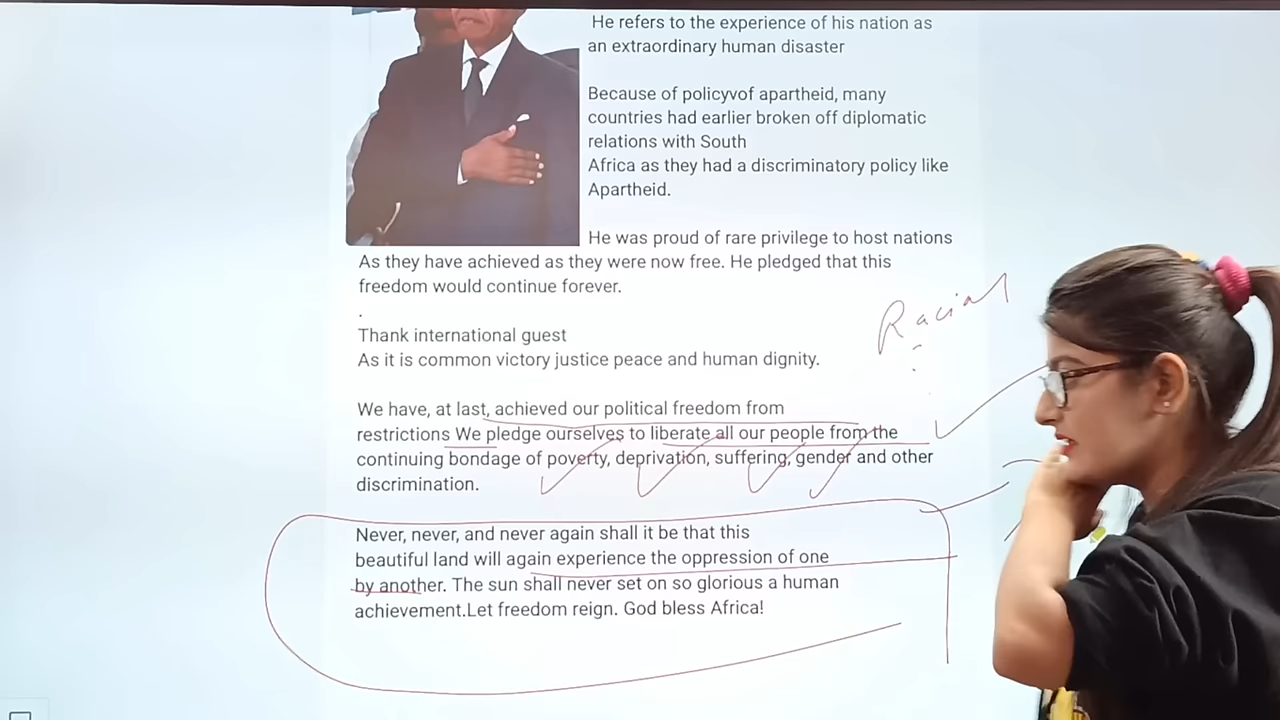 He refers to the experience of his nation as
an extraordinary human disaster
Because of policyvof apartheid, many
countries had earlier broken off diplomatic
relations with South
Africa as they had a discriminatory policy like
Apartheid.
He was proud of rare privilege to host nations
As they have achieved as they were now free. He pledged that this
freedom would continue forever.
.
Thank international guest
As it is common victory justice peace and human dignity.
Racial
We have, at last, achieved our political freedom from
restrictions We pledge ourselves to liberate all our people from the
continuing bondage of poverty, deprivation, suffering, gender and other
discrimination.
Never, never, and never again shall it be that this
beautiful land will again experience the oppression of one
by another. The sun shall never set on so glorious a human
achievement.Let freedom reign. God bless Africa!